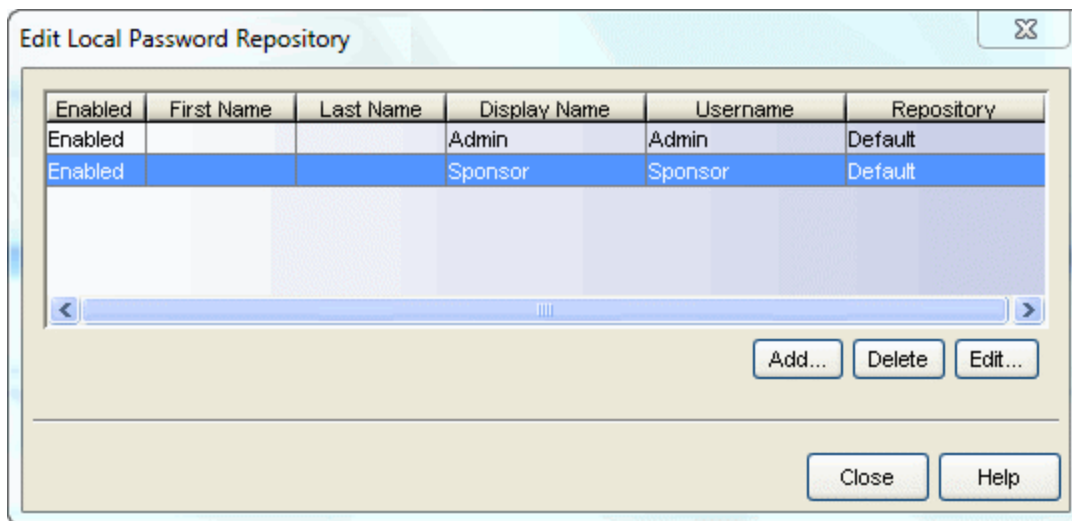 Edit Local Password Repository
Enabled First Name Last Name Display Name Username Repository
Enabled Admin Admin Default
Enabled Sponsor Sponsor Default
Add... Delete Edit...
Close Help